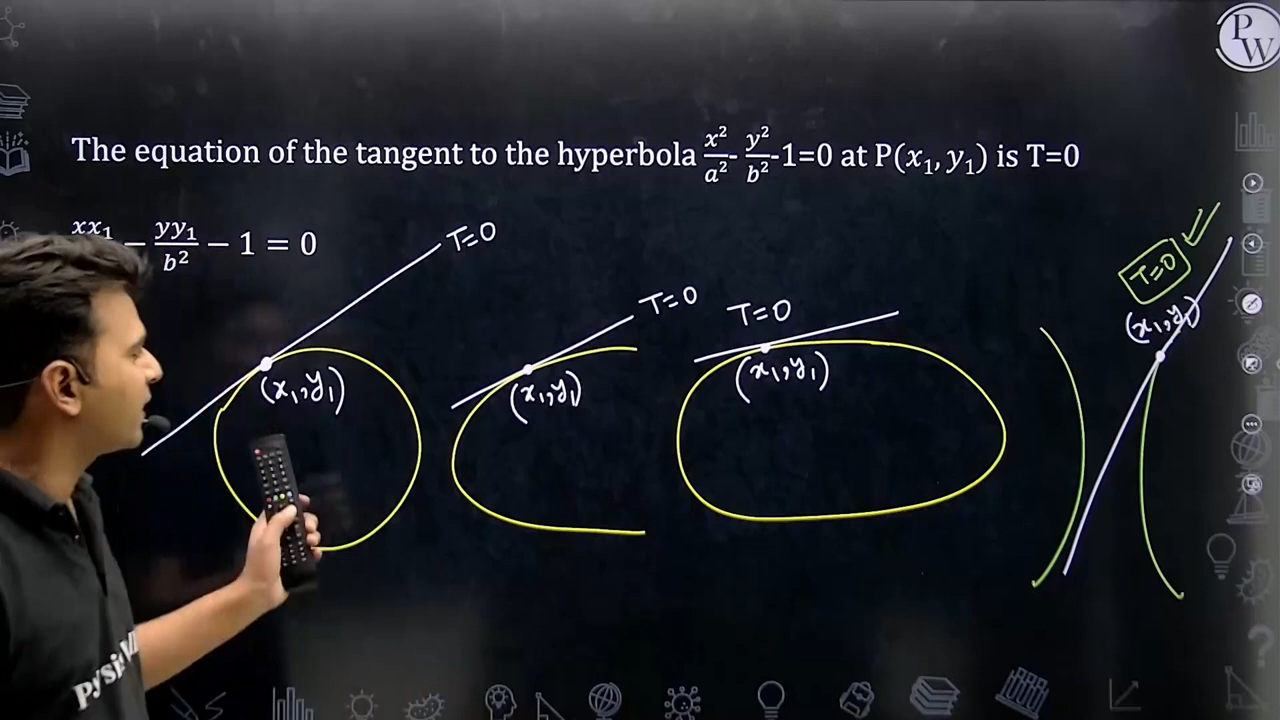 P
W
The equation of the tangent to the hyperbola x²/a² - y²/b² -1=0 at P(x₁, y₁) is T=0
xx₁ − yy₁/b² − 1 = 0
T=0
T=0
T=0
T=0
(x₁,y₁)
(x₁,y₁)
(x₁,y₁)
(x₁,y₁)